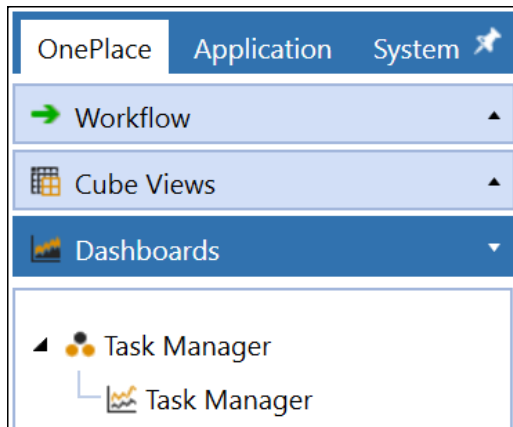 OnePlace Application System
Workflow
Cube Views
Dashboards
Task Manager
Task Manager